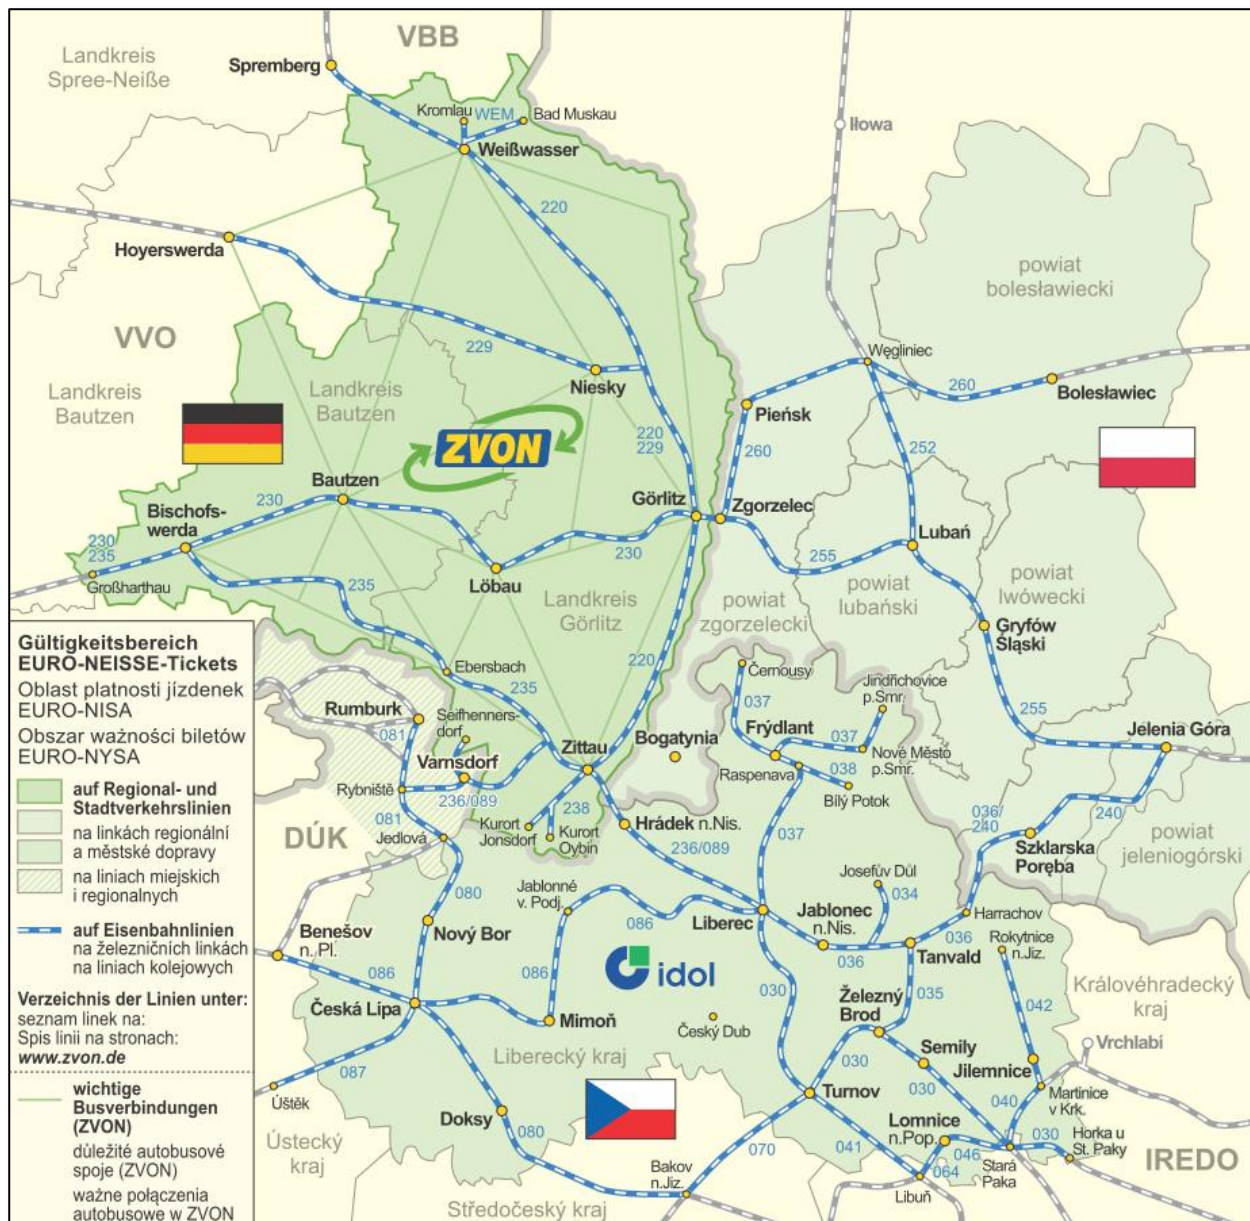 VBB
Landkreis
Spree-Neiße
Spremberg
Kromlau
WEM
Bad Muskau
Weißwasser
Iłowa
220
Hoyerswerda
powiat
bolesławiecki
VVO
229
Węgliniec
Landkreis
Bautzen
Landkreis
Bautzen
Niesky
260
Bolesławiec
Pieńsk
ZVON
220
229
260
252
Bautzen
230
Görlitz
Zgorzelec
Bischofs-
werda
Lubań
230
235
230
255
Großharthau
235
Löbau
Landkreis
Görlitz
powiat
zgorzelecki
powiat
lubański
powiat
lwówecki
Gryfów
Śląski
Gültigkeitsbereich
EURO-NEISSE-Tickets
Oblast platnosti jízdenek
EURO-NISA
Obszar ważności biletów
EURO-NYSA
auf Regional- und
Stadtverkehrslinien
na linkách regionální
a městské dopravy
na liniach miejskich
i regionalnych
auf Eisenbahnlinien
na železničních linkách
na liniach kolejowych
Verzeichnis der Linien unter:
seznam linek na:
Spis linii na stronach:
www.zvon.de
wichtige
Busverbindungen
(ZVON)
důležité autobusové
spoje (ZVON)
ważne połączenia
autobusowe w ZVON
Ebersbach
220
235
Černousy
Jindřichovice
p.Smr.
037
255
Rumburk
081
Seifhenners-
dorf
Zittau
Bogatynia
Frýdlant
037
Nové Město
p.Smr.
Jelenia Góra
Varnsdorf
Raspenava
038
Bílý Potok
Rybniště
236/089
238
081
DÚK
Jedlová
Kurort
Jonsdorf
Kurort
Oybin
Hrádek n.Nis.
236/089
037
036/
240
240
Szklarska
Poręba
powiat
jeleniogórski
080
Jablonné
v. Podj.
Josefův Důl
034
086
Liberec
Jablonec
n.Nis.
Harrachov
036
Benešov
n. Pl.
Nový Bor
036
Tanvald
Rokytnice
n.Jiz.
086
086
idol
030
035
042
Královéhradecký
kraj
Česká Lípa
Mimoň
Český Dub
Železný
Brod
Liberecký kraj
030
Semily
Jilemnice
Vrchlabí
087
030
Úštěk
Turnov
040
Martinice
v Krk.
Doksy
080
Lomnice
n.Pop.
030
Horka u
St. Paky
Ústecký
kraj
070
041
046
064
Stará
Paka
IREDO
Bakov
n.Jiz.
Libuň
Středočeský kraj